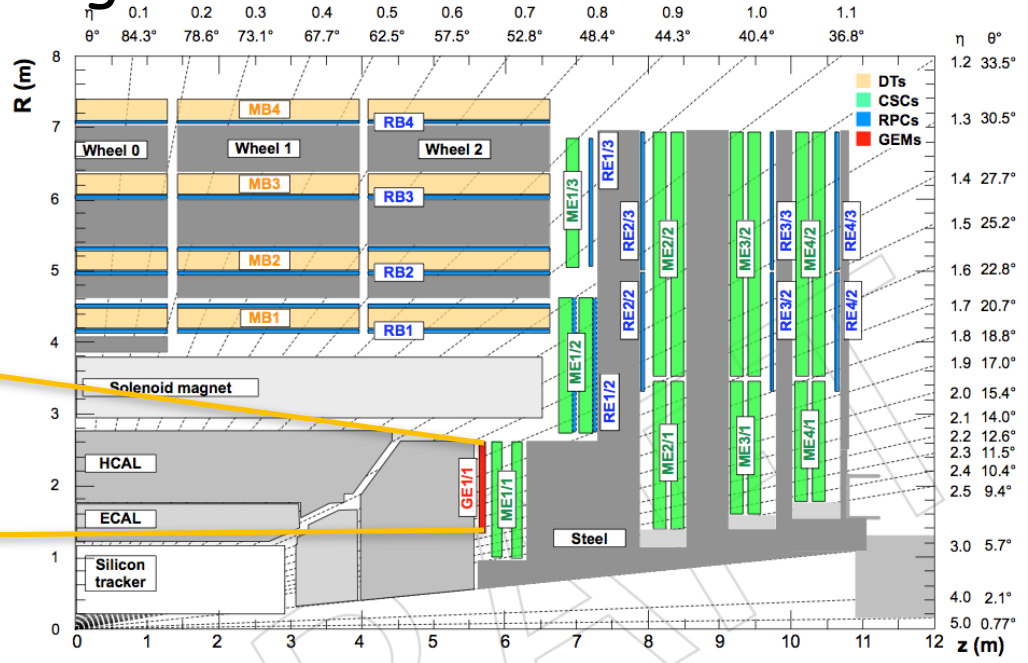 η 0.1 0.2 0.3 0.4 0.5 0.6 0.7 0.8 0.9 1.0 1.1
θ° 84.3° 78.6° 73.1° 67.7° 62.5° 57.5° 52.8° 48.4° 44.3° 40.4° 36.8° η θ°
R (m)
8
7
6
5
4
3
2
1
0
1.2 33.5°
1.3 30.5°
1.4 27.7°
1.5 25.2°
1.6 22.8°
1.7 20.7°
1.8 18.8°
1.9 17.0°
2.0 15.4°
2.1 14.0°
2.2 12.6°
2.3 11.5°
2.4 10.4°
2.5 9.4°
3.0 5.7°
4.0 2.1°
5.0 0.77°
DTs
CSCs
RPCs
GEMs
MB4
RB4
Wheel 0
Wheel 1
Wheel 2
MB3
RB3
MB2
RB2
MB1
RB1
Solenoid magnet
HCAL
ECAL
Silicon
tracker
Steel
GE1/1
ME1/1
ME1/2
ME1/3
RE1/3
RE1/2
RE2/3
RE2/2
ME2/2
ME2/1
ME3/2
ME3/1
RE3/3
RE3/2
ME4/2
ME4/1
RE4/3
RE4/2
0 1 2 3 4 5 6 7 8 9 10 11 12
z (m)